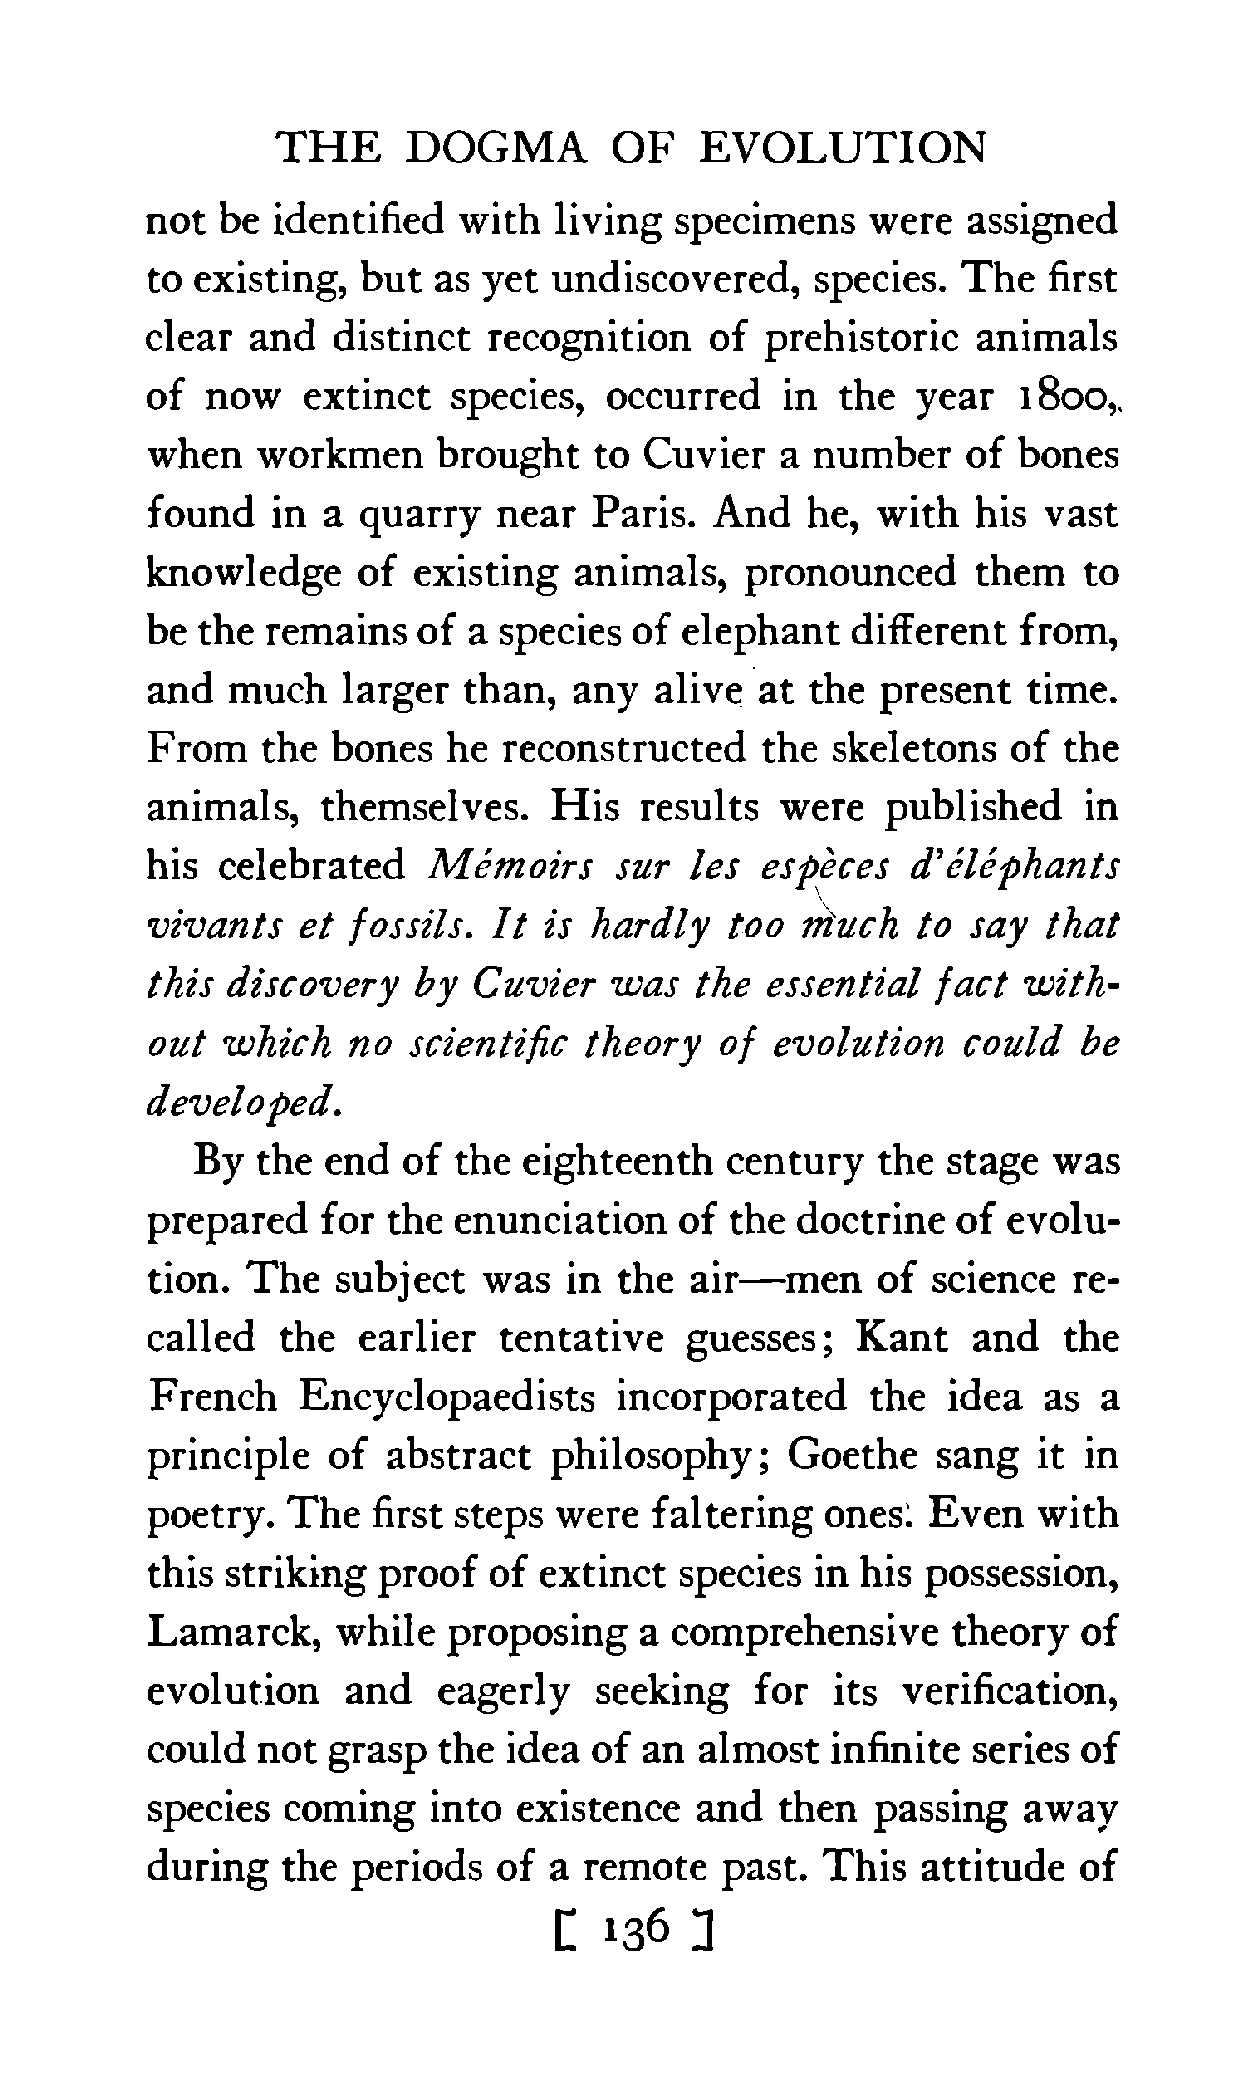 THE DOGMA OF EVOLUTION
not be identified with living specimens were assigned
to existing, but as yet undiscovered, species. The first
clear and distinct recognition of prehistoric animals
of now extinct species, occurred in the year 1800,
when workmen brought to Cuvier a number of bones
found in a quarry near Paris. And he, with his vast
knowledge of existing animals, pronounced them to
be the remains of a species of elephant different from,
and much larger than, any alive at the present time.
From the bones he reconstructed the skeletons of the
animals, themselves. His results were published in
his celebrated Mémoirs sur les espèces d'éléphants
vivants et fossils. It is hardly too much to say that
this discovery by Cuvier was the essential fact with-
out which no scientific theory of evolution could be
developed.
By the end of the eighteenth century the stage was
prepared for the enunciation of the doctrine of evolu-
tion. The subject was in the air—men of science re-
called the earlier tentative guesses; Kant and the
French Encyclopaedists incorporated the idea as a
principle of abstract philosophy; Goethe sang it in
poetry. The first steps were faltering ones. Even with
this striking proof of extinct species in his possession,
Lamarck, while proposing a comprehensive theory of
evolution and eagerly seeking for its verification,
could not grasp the idea of an almost infinite series of
species coming into existence and then passing away
during the periods of a remote past. This attitude of
[ 136 ]